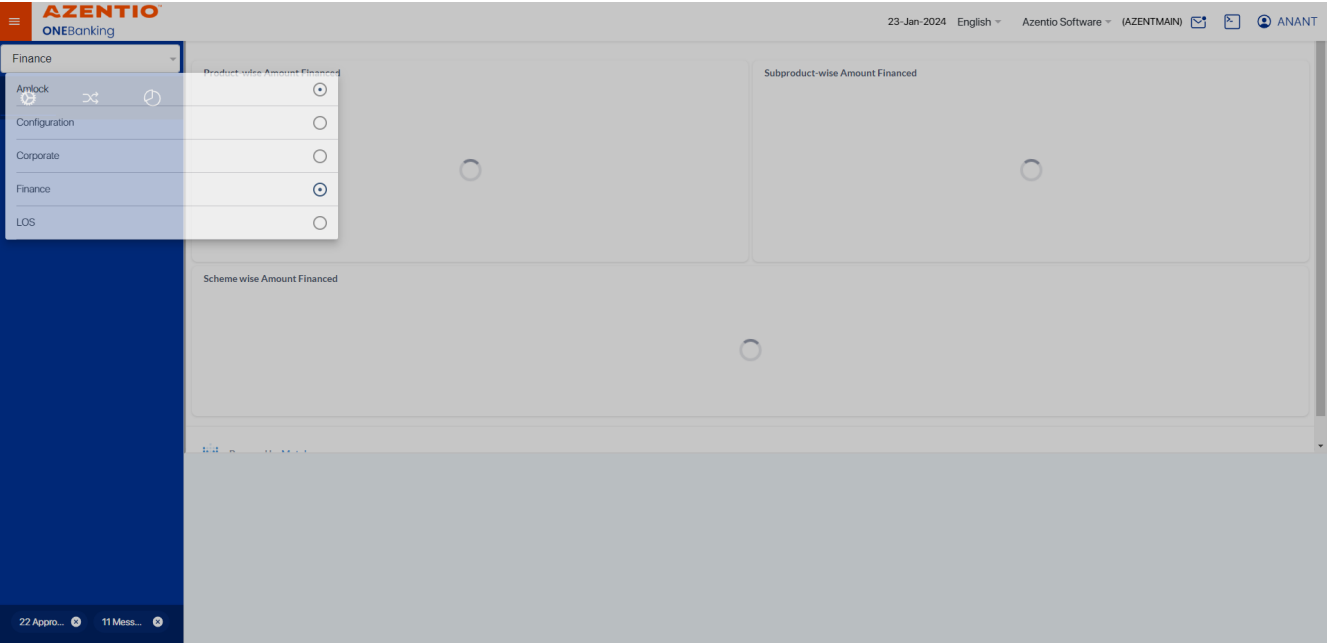 AZENTIO
ONEBanking
23-Jan-2024 English Azentio Software (AZENTMAIN) ANANT
Finance
Product-wise Amount Financed
Subproduct-wise Amount Financed
Amlock
Configuration
Corporate
Finance
LOS
Scheme wise Amount Financed
22 Appro...
11 Mess...